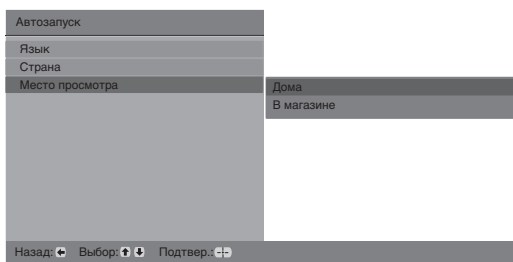 Автозапуск
Язык
Страна
Место просмотра
Дома
В магазине
Назад: Выбор: Подтвер.: